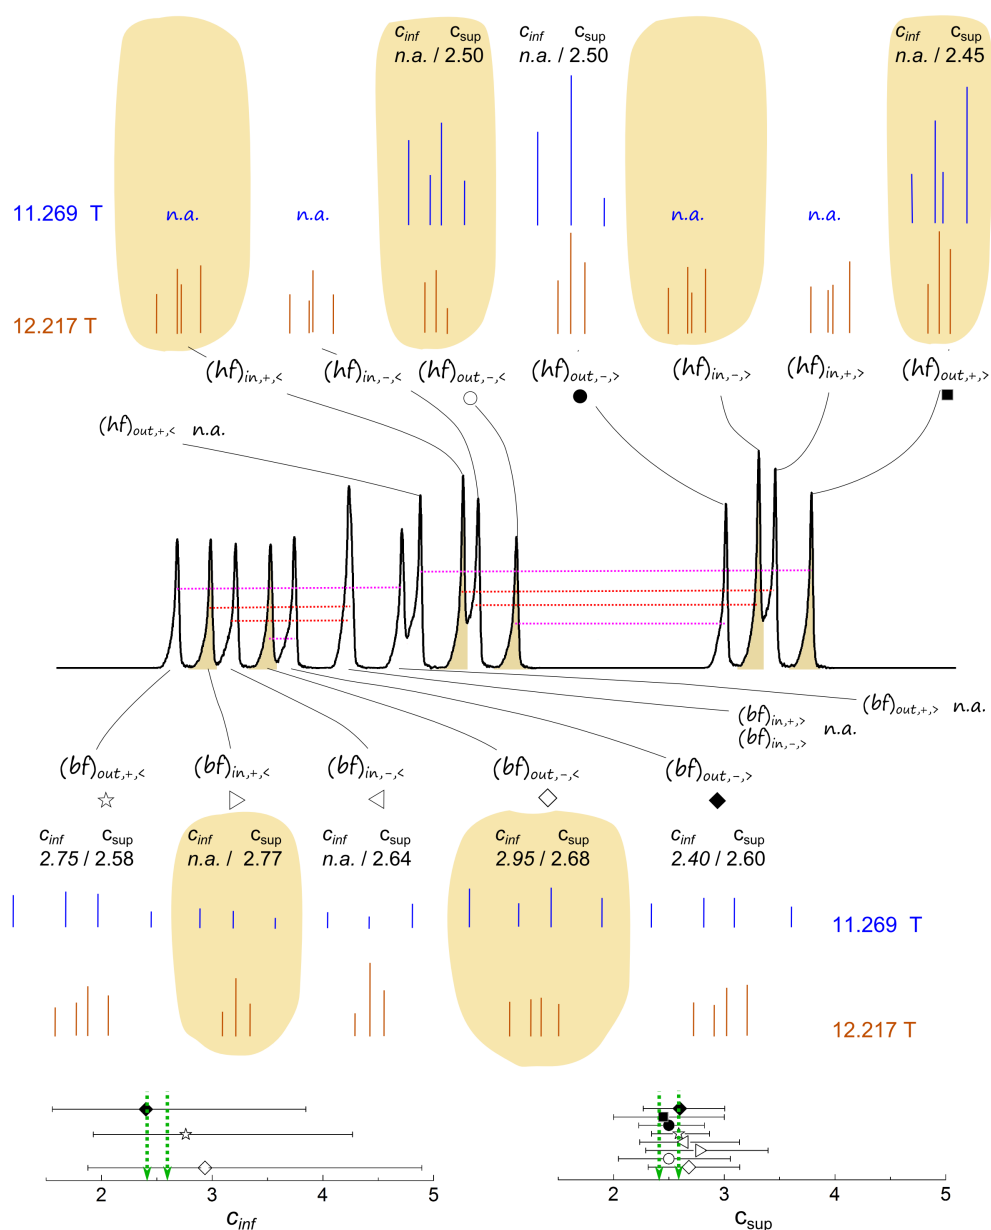 c_inf c_sup c_inf c_sup c_inf c_sup
n.a. / 2.50 n.a. / 2.50 n.a. / 2.45
11.269 T n.a. n.a. n.a. n.a.
12.217 T
(hf)in,+,< (hf)in,-,< (hf)out,-,< (hf)out,-,> (hf)in,-,> (hf)in,+,> (hf)out,+,>
(hf)out,+,< n.a.
(bf)out,+,> n.a.
(bf)in,+,> n.a.
(bf)in,-,>
(bf)out,+,< (bf)in,+,< (bf)in,-,< (bf)out,-,< (bf)out,-,>
c_inf c_sup c_inf c_sup c_inf c_sup c_inf c_sup c_inf c_sup
2.75 / 2.58 n.a. / 2.77 n.a. / 2.64 2.95 / 2.68 2.40 / 2.60
11.269 T
12.217 T
2 3 4 5 2 3 4 5
c_inf c_sup